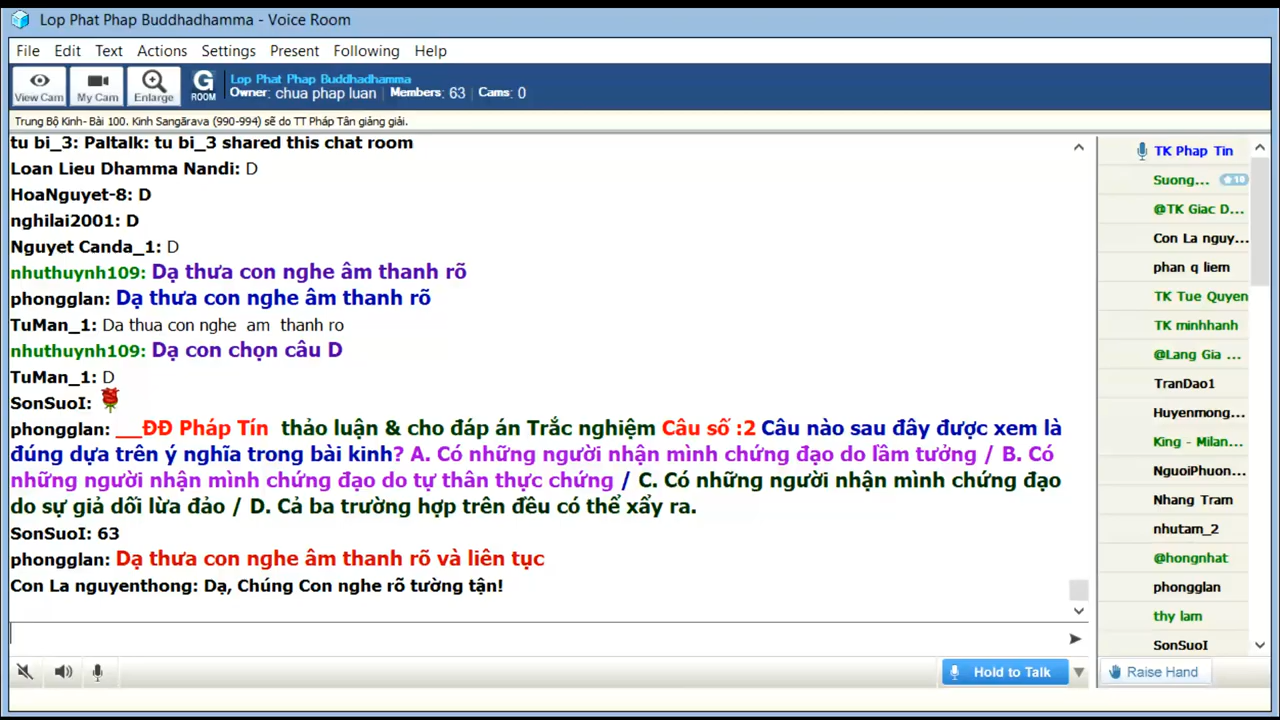 Lop Phat Phap Buddhadhamma - Voice Room
File Edit Text Actions Settings Present Following Help
View Cam My Cam Enlarge G ROOM
Lop Phat Phap Buddhadhamma
Owner: chua phap luan Members: 63 Cams: 0
Trung Bộ Kinh- Bài 100. Kinh Sangārava (990-994) sẽ do TT Pháp Tân giảng giải.
tu bi_3: Paltalk: tu bi_3 shared this chat room
Loan Lieu Dhamma Nandi: D
HoaNguyet-8: D
nghilai2001: D
Nguyet Canda_1: D
nhuthuynh109: Dạ thưa con nghe âm thanh rõ
phongglan: Dạ thưa con nghe âm thanh rõ
TuMan_1: Da thua con nghe am thanh ro
nhuthuynh109: Dạ con chọn câu D
TuMan_1: D
SonSuoI:
phongglan: __ĐĐ Pháp Tín thảo luận & cho đáp án Trắc nghiệm Câu số :2 Câu nào sau đây được xem là
đúng dựa trên ý nghĩa trong bài kinh? A. Có những người nhận mình chứng đạo do lầm tưởng / B. Có
những người nhận mình chứng đạo do tự thân thực chứng / C. Có những người nhận mình chứng đạo
do sự giả dối lừa đảo / D. Cả ba trường hợp trên đều có thể xẩy ra.
SonSuoI: 63
phongglan: Dạ thưa con nghe âm thanh rõ và liên tục
Con La nguyenthong: Dạ, Chúng Con nghe rõ tường tận!
TK Phap Tin
Suong... 10
@TK Giac D...
Con La nguy...
phan q liem
TK Tue Quyen
TK minhhanh
@Lang Gia ...
TranDao1
Huyenmong...
King - Milan...
NguoiPhuon...
Nhang Tram
nhutam_2
@hongnhat
phongglan
thy lam
SonSuoI
Hold to Talk
Raise Hand